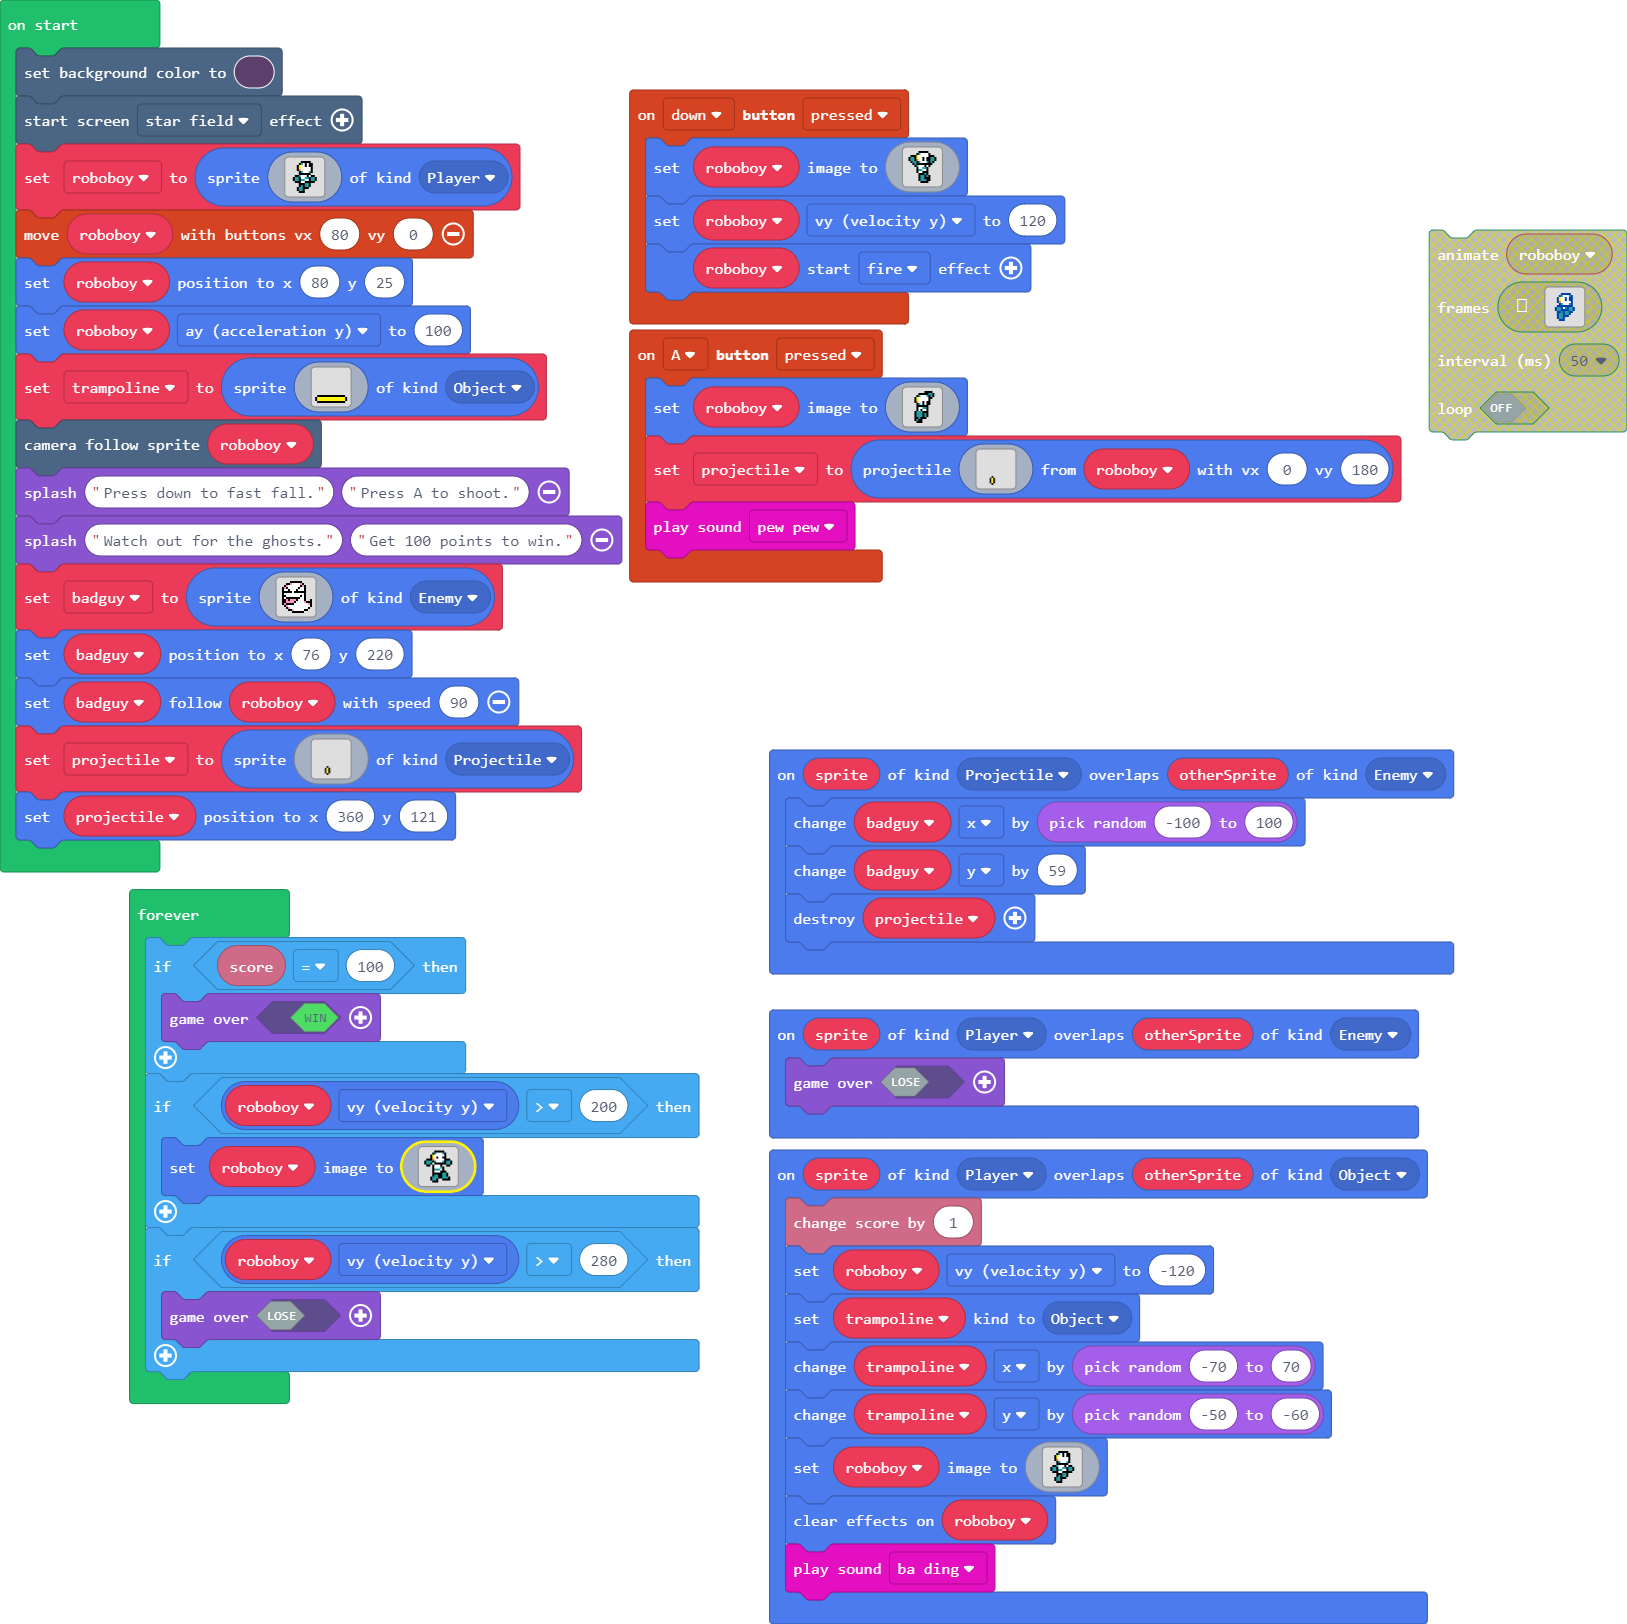 on start
set background color to
start screen star field effect
set roboboy to sprite of kind Player
move roboboy with buttons vx 80 vy 0
set roboboy position to x 80 y 25
set roboboy ay (acceleration y) to 100
set trampoline to sprite of kind Object
camera follow sprite roboboy
splash "Press down to fast fall." "Press A to shoot."
splash "Watch out for the ghosts." "Get 100 points to win."
set badguy to sprite of kind Enemy
set badguy position to x 76 y 220
set badguy follow roboboy with speed 90
set projectile to sprite of kind Projectile
set projectile position to x 360 y 121
forever
if score = 100 then
game over WIN
if roboboy vy (velocity y) > 200 then
set roboboy image to
if roboboy vy (velocity y) > 280 then
game over LOSE
on down button pressed
set roboboy image to
set roboboy vy (velocity y) to 120
roboboy start fire effect
on A button pressed
set roboboy image to
set projectile to projectile from roboboy with vx 0 vy 180
play sound pew pew
animate roboboy
frames
interval (ms) 50
loop OFF
on sprite of kind Projectile overlaps otherSprite of kind Enemy
change badguy x by pick random -100 to 100
change badguy y by 59
destroy projectile
on sprite of kind Player overlaps otherSprite of kind Enemy
game over LOSE
on sprite of kind Player overlaps otherSprite of kind Object
change score by 1
set roboboy vy (velocity y) to -120
set trampoline kind to Object
change trampoline x by pick random -70 to 70
change trampoline y by pick random -50 to -60
set roboboy image to
clear effects on roboboy
play sound ba ding